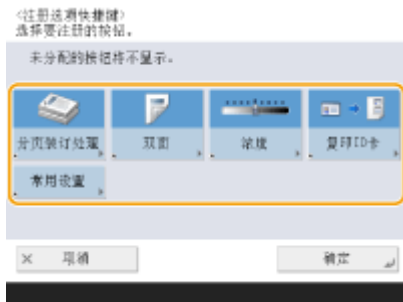 <注册选项快捷键>
选择要注册的按钮。
未分配的按钮将不显示。
分页装订处理
双面
浓度
复印ID卡
常用设置
× 取消
确定